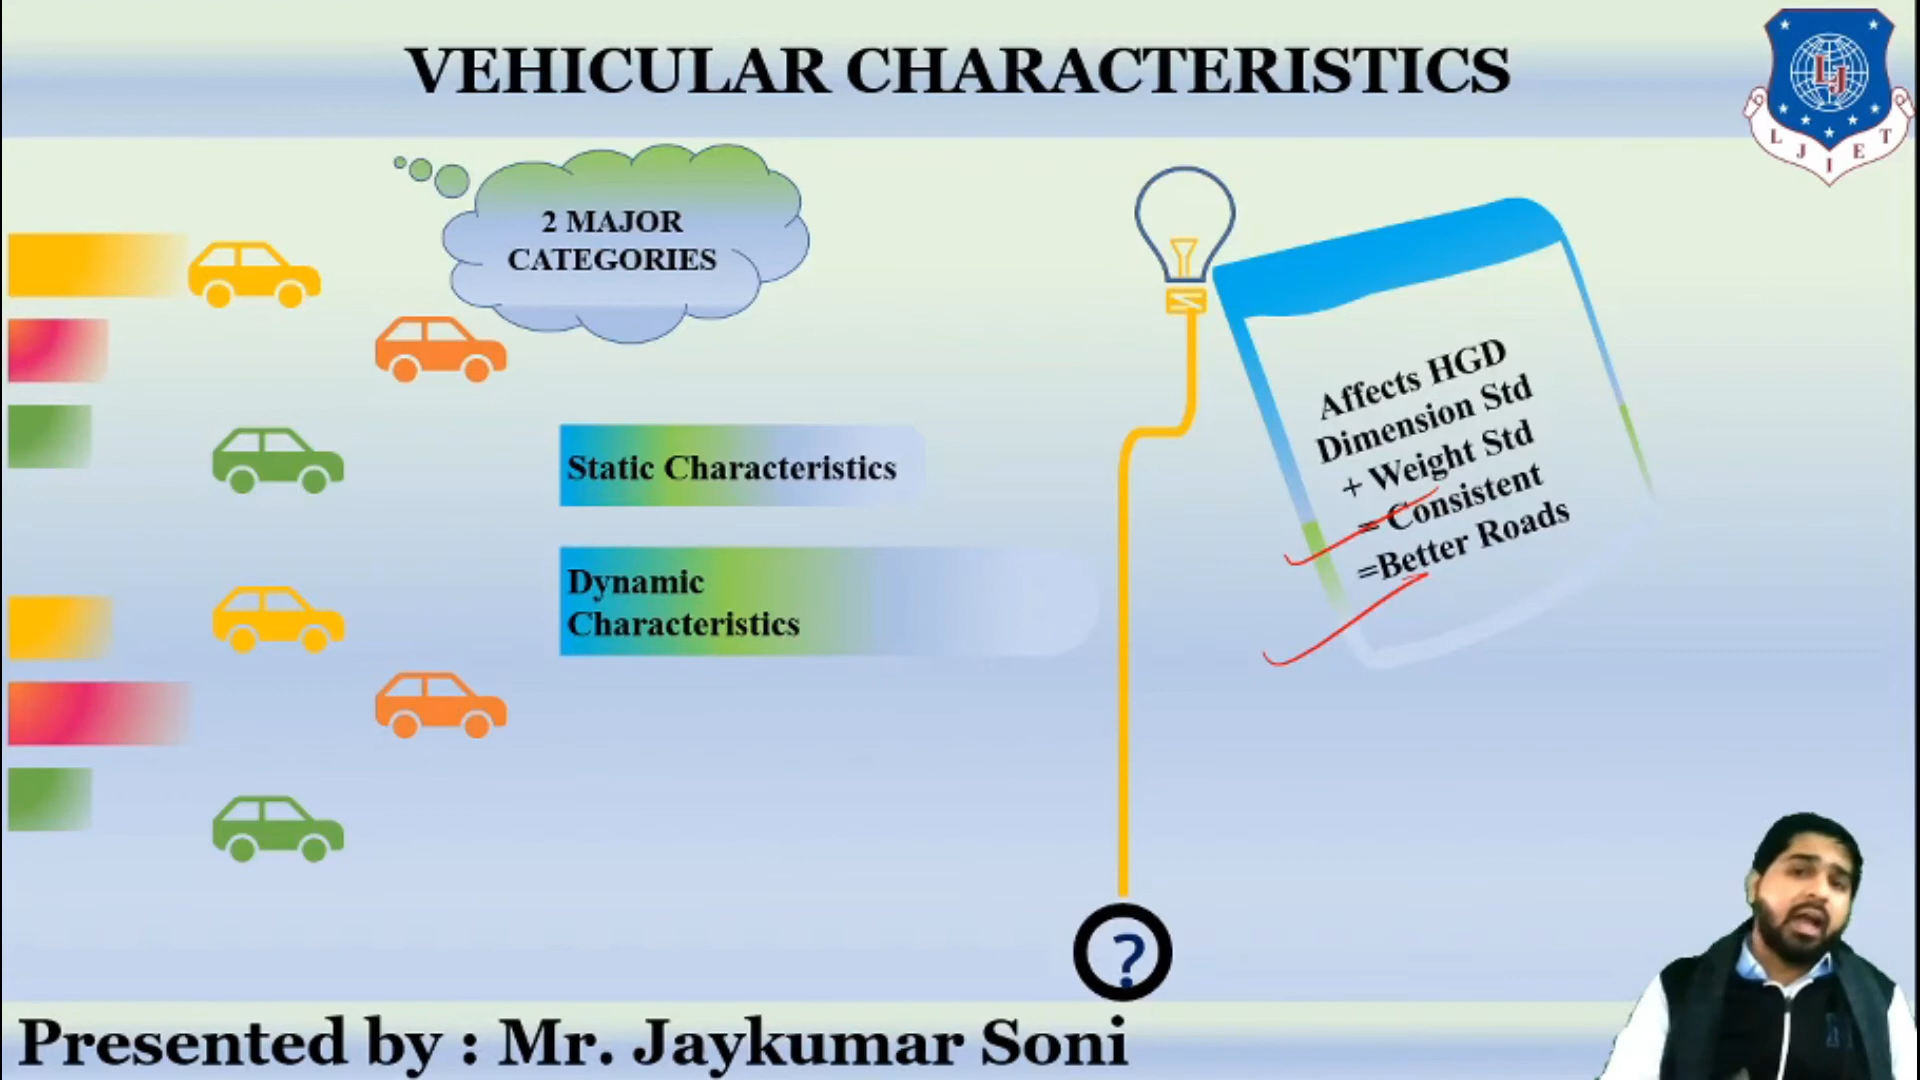 VEHICULAR CHARACTERISTICS
LJ
L J I E T
2 MAJOR
CATEGORIES
Static Characteristics
Dynamic
Characteristics
Affects HGD
Dimension Std
+ Weight Std
= Consistent
=Better Roads
?
Presented by : Mr. Jaykumar Soni